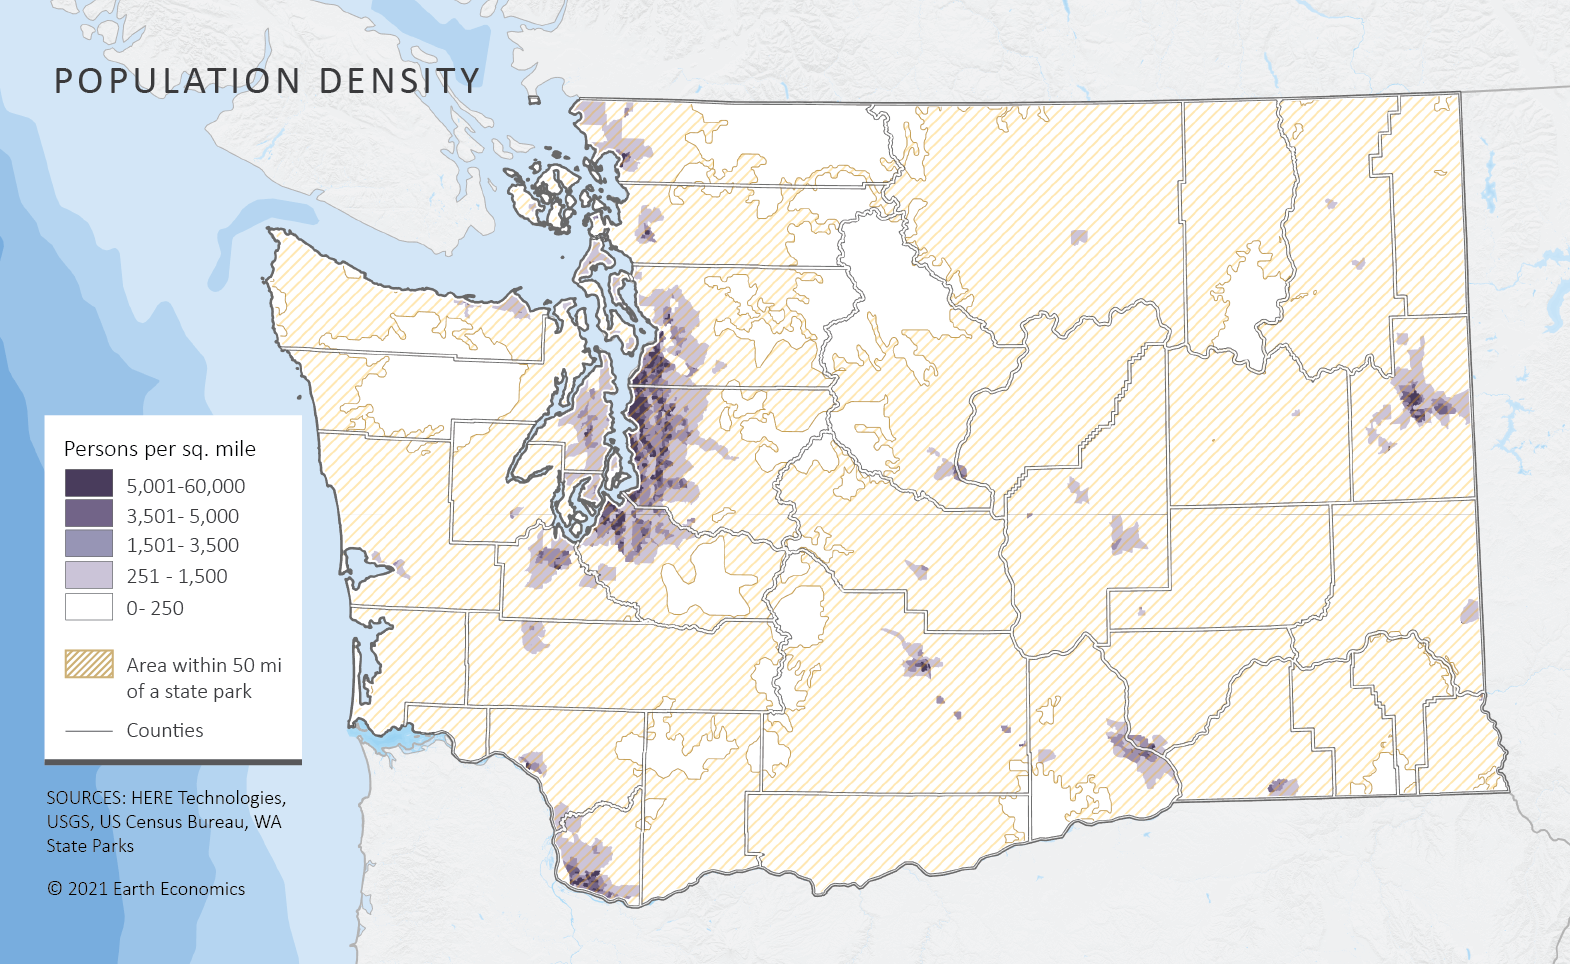 POPULATION DENSITY
Persons per sq. mile
5,001-60,000
3,501- 5,000
1,501- 3,500
251 - 1,500
0- 250
Area within 50 mi
of a state park
Counties
SOURCES: HERE Technologies,
USGS, US Census Bureau, WA
State Parks
© 2021 Earth Economics